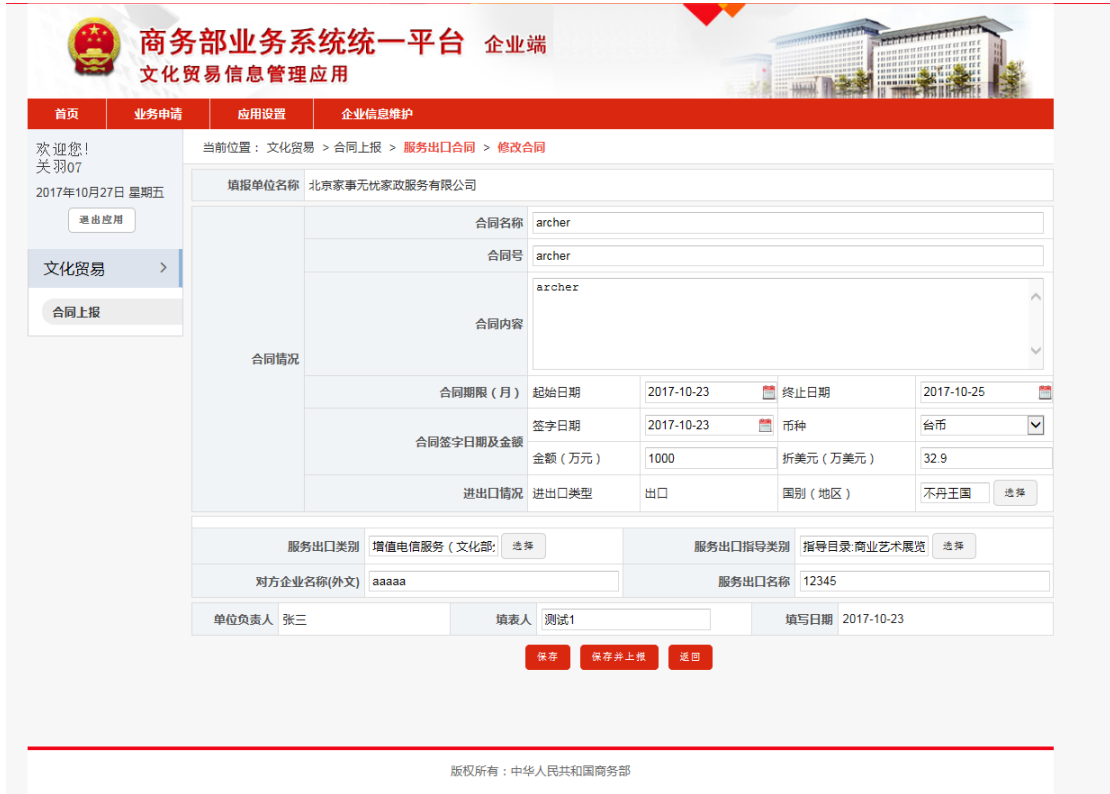 商务部业务系统统一平台 企业端
文化贸易信息管理应用
首页 业务申请 应用设置 企业信息维护
欢迎您!
关羽07
2017年10月27日 星期五
退出应用
文化贸易 >
合同上报
当前位置： 文化贸易 > 合同上报 > 服务出口合同 > 修改合同
填报单位名称 北京家事无忧家政服务有限公司
合同情况
合同名称 archer
合同号 archer
合同内容 archer
合同期限（月） 起始日期 2017-10-23 终止日期 2017-10-25
合同签字日期及金额
签字日期 2017-10-23 币种 台币
金额（万元） 1000 折美元（万美元） 32.9
进出口情况 进出口类型 出口 国别（地区） 不丹王国 选择
服务出口类别 增值电信服务（文化部 选择 服务出口指导类别 指导目录:商业艺术展览 选择
对方企业名称(外文) aaaaa 服务出口名称 12345
单位负责人 张三 填表人 测试1 填写日期 2017-10-23
保存 保存并上报 返回
版权所有：中华人民共和国商务部